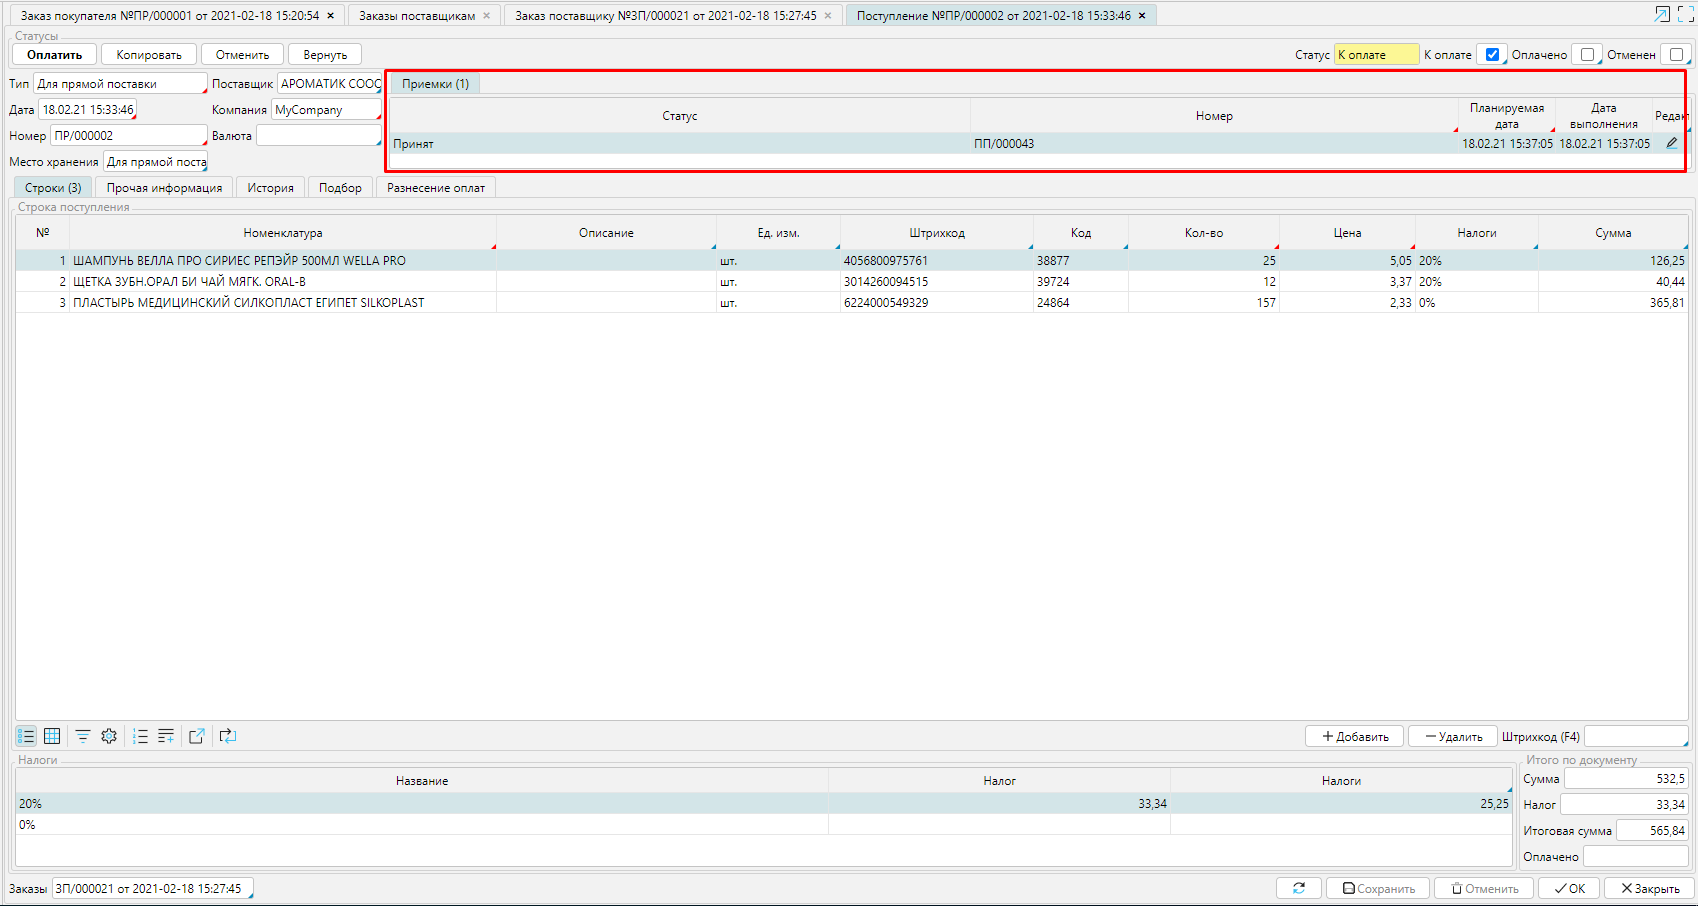 Заказ покупателя №ПР/000001 от 2021-02-18 15:20:54 Заказы поставщикам Заказ поставщику №ЗП/000021 от 2021-02-18 15:27:45 Поступление №ПР/000002 от 2021-02-18 15:33:46
Статусы
Оплатить Копировать Отменить Вернуть Статус К оплате К оплате Оплачено Отменен
Тип Для прямой поставки Поставщик АРОМАТИК СООС
Дата 18.02.21 15:33:46 Компания MyCompany
Номер ПР/000002 Валюта
Место хранения Для прямой поста
Приемки (1)
Статус Номер Планируемая дата Дата выполнения Редак
Принят ПП/000043 18.02.21 15:37:05 18.02.21 15:37:05
Строки (3) Прочая информация История Подбор Разнесение оплат
Строка поступления
№ Номенклатура Описание Ед. изм. Штрихкод Код Кол-во Цена Налоги Сумма
1 ШАМПУНЬ ВЕЛЛА ПРО СИРИЕС РЕПЭЙР 500МЛ WELLA PRO шт. 4056800975761 38877 25 5,05 20% 126,25
2 ЩЕТКА ЗУБН.ОРАЛ БИ ЧАЙ МЯГК. ORAL-B шт. 3014260094515 39724 12 3,37 20% 40,44
3 ПЛАСТЫРЬ МЕДИЦИНСКИЙ СИЛКОПЛАСТ ЕГИПЕТ SILKOPLAST шт. 6224000549329 24864 157 2,33 0% 365,81
Добавить Удалить Штрихкод (F4)
Налоги
Название Налог Налоги
20% 33,34 25,25
0%
Итого по документу
Сумма 532,5
Налог 33,34
Итоговая сумма 565,84
Оплачено
Заказы ЗП/000021 от 2021-02-18 15:27:45 Сохранить Отменить ОК Закрыть